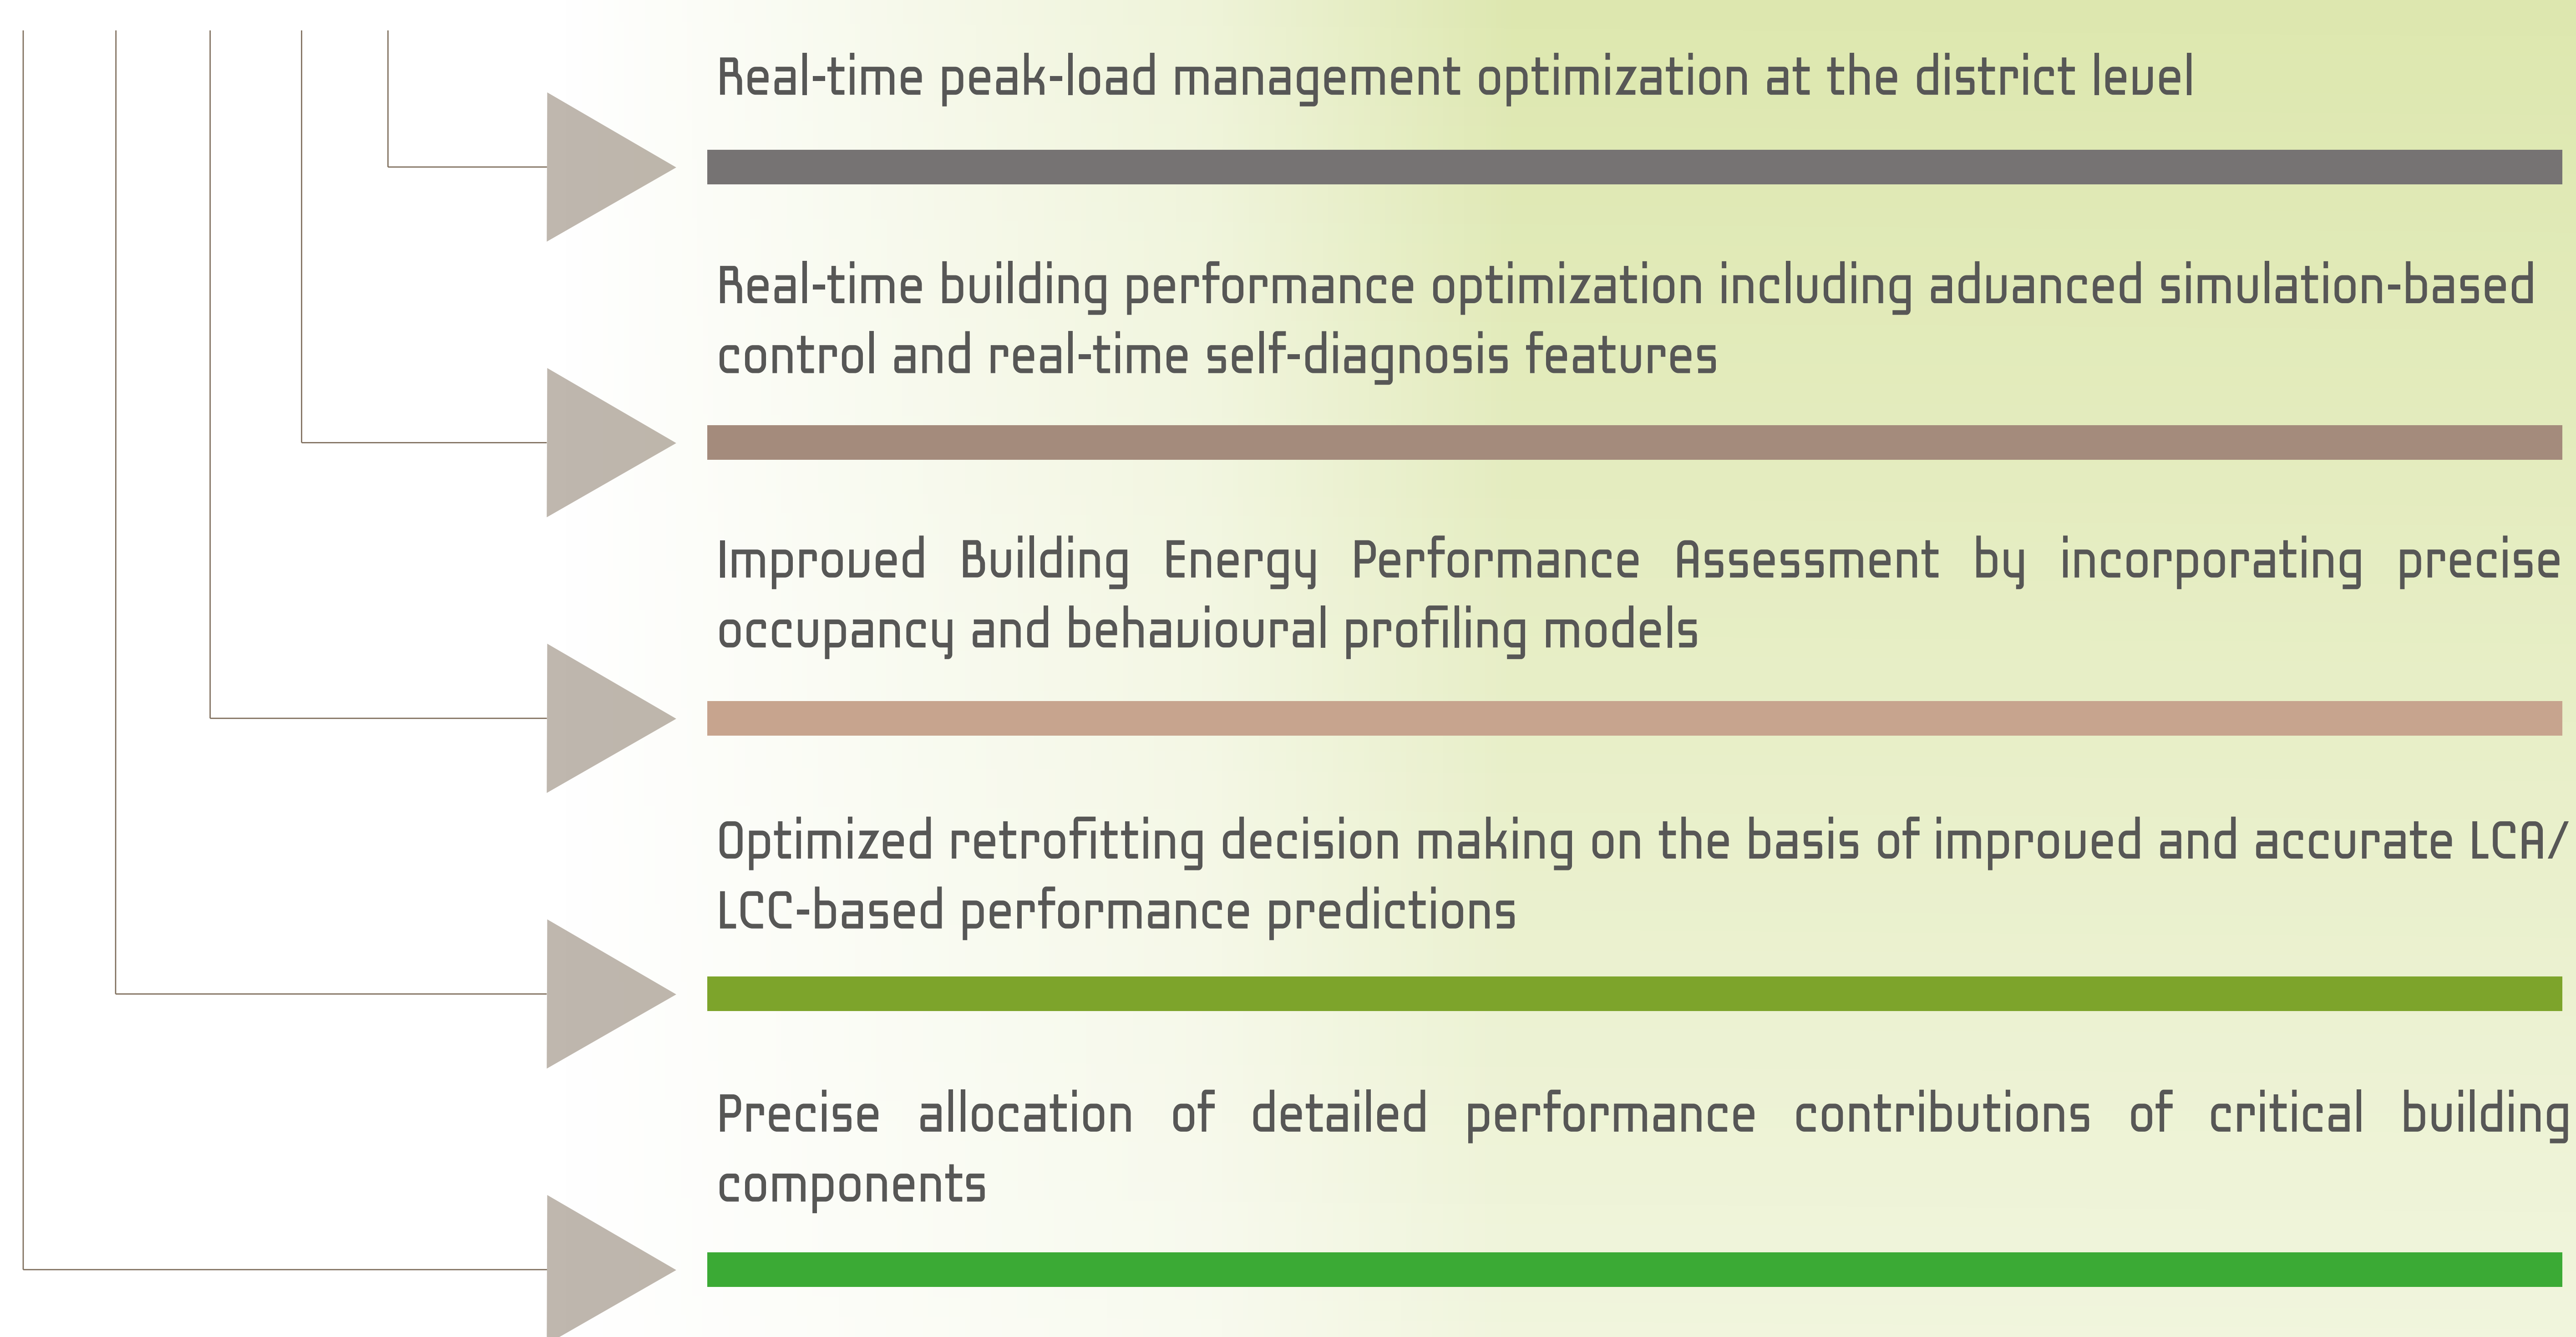 Real-time peak-load management optimization at the district level
Real-time building performance optimization including advanced simulation-based
control and real-time self-diagnosis features
Improved Building Energy Performance Assessment by incorporating precise
occupancy and behavioural profiling models
Optimized retrofitting decision making on the basis of improved and accurate LCA/
LCC-based performance predictions
Precise allocation of detailed performance contributions of critical building
components